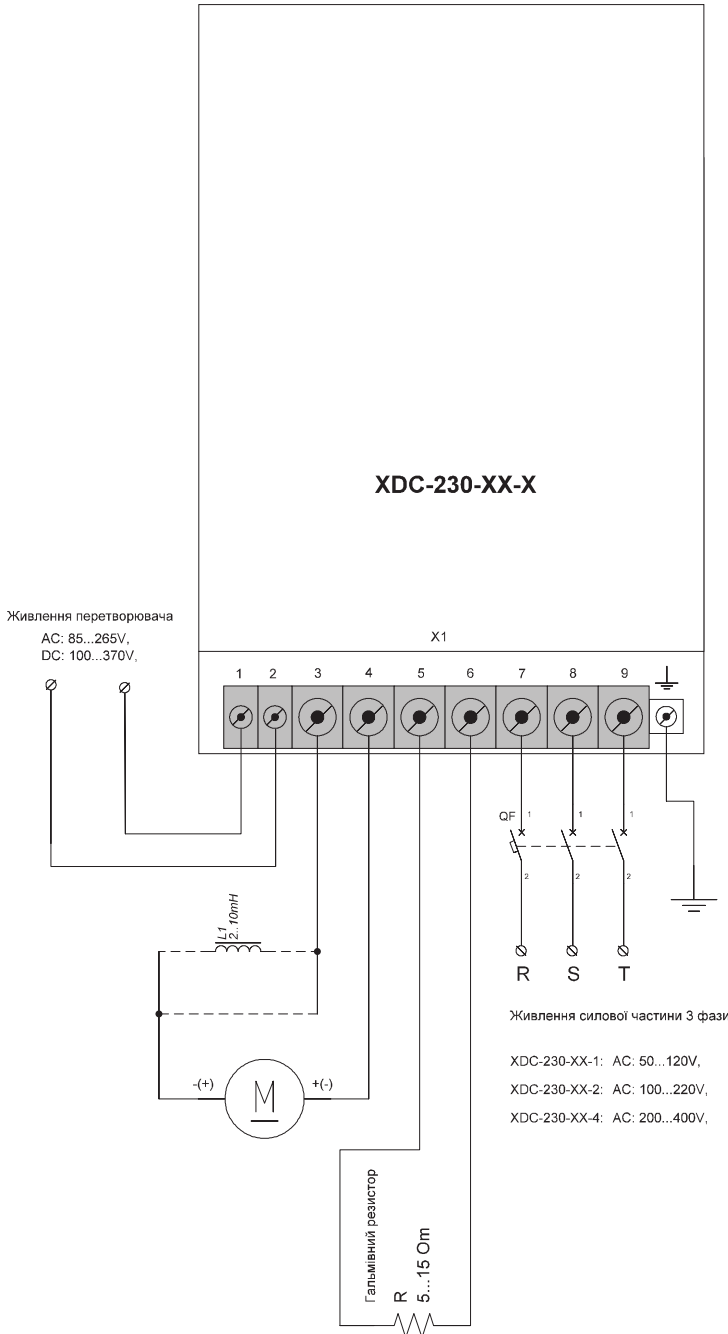 XDC-230-XX-X
Живлення перетворювача
AC: 85...265V,
DC: 100...370V,
X1
1 2 3 4 5 6 7 8 9
QF 1 1 1
2 2 2
L1
2..10mH
R S T
Живлення силової частини 3 фази
-(+) M +(-)
XDC-230-XX-1: AC: 50...120V,
XDC-230-XX-2: AC: 100...220V,
XDC-230-XX-4: AC: 200...400V,
Гальмівний резистор
R
5...15 Om